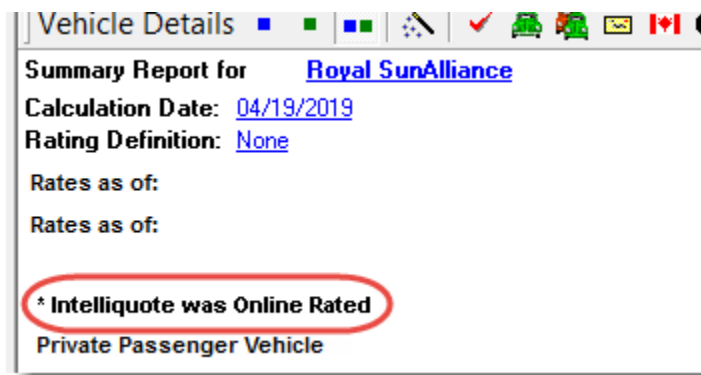 Vehicle Details
Summary Report for Royal SunAlliance
Calculation Date: 04/19/2019
Rating Definition: None
Rates as of:
Rates as of:
* Intelliquote was Online Rated
Private Passenger Vehicle